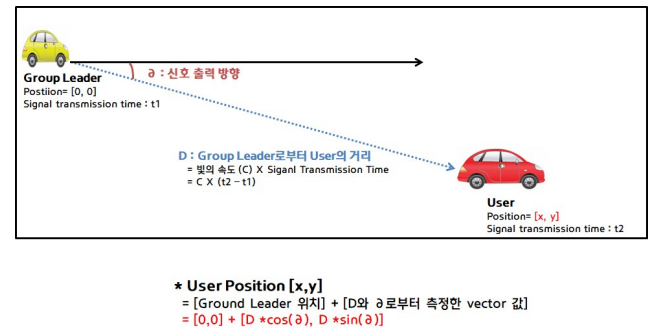 Group Leader
Postiion= [0, 0]
Signal transmission time : t1
∂ : 신호 출력 방향
D : Group Leader로부터 User의 거리
= 빛의 속도 (C) X Siganl Transmission Time
= C X (t2 - t1)
User
Position= [x, y]
Signal transmission time : t2
* User Position [x,y]
= [Ground Leader 위치] + [D와 ∂로부터 측정한 vector 값]
= [0,0] + [D *cos(∂), D *sin(∂)]